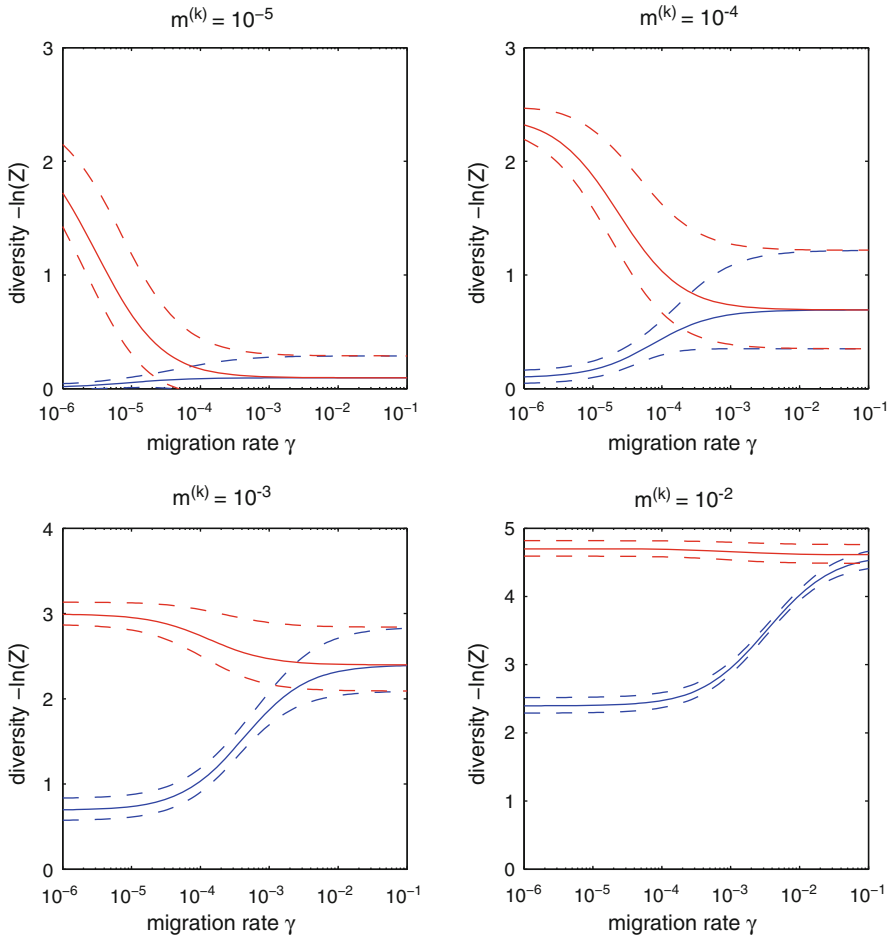 m^(k) = 10^−5
3
2
1
0
diversity −ln(Z)
10^−6 10^−5 10^−4 10^−3 10^−2 10^−1
migration rate γ
m^(k) = 10^−4
3
2
1
0
diversity −ln(Z)
10^−6 10^−5 10^−4 10^−3 10^−2 10^−1
migration rate γ
m^(k) = 10^-3
4
3
2
1
0
diversity −ln(Z)
10^−6 10^−5 10^−4 10^−3 10^−2 10^−1
migration rate γ
m^(k) = 10^-2
5
4
3
2
1
0
diversity −ln(Z)
10^−6 10^−5 10^−4 10^−3 10^−2 10^−1
migration rate γ